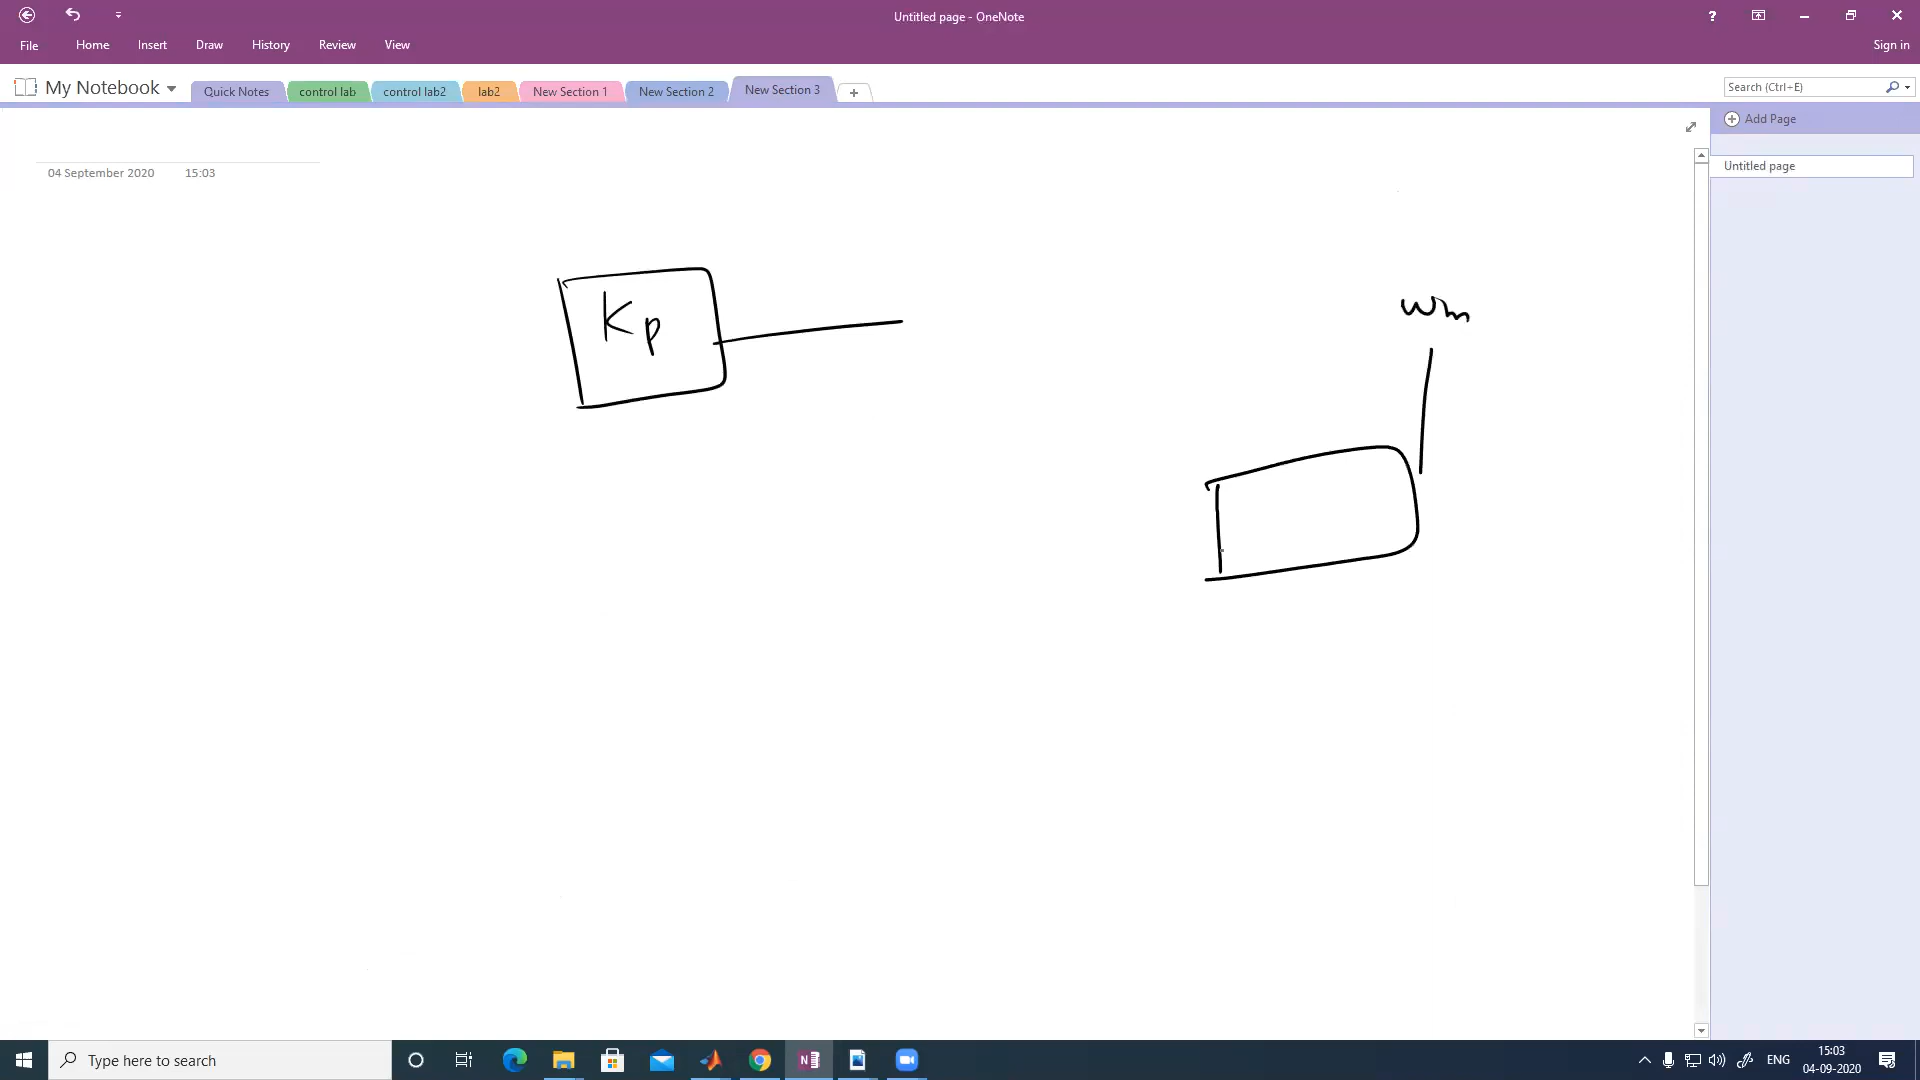 Untitled page - OneNote
?
File Home Insert Draw History Review View Sign in
My Notebook Quick Notes control lab control lab2 lab2 New Section 1 New Section 2 New Section 3 + Search (Ctrl+E)
Add Page
04 September 2020 15:03
Untitled page
Kp
wm
Type here to search
N ENG 15:03
04-09-2020